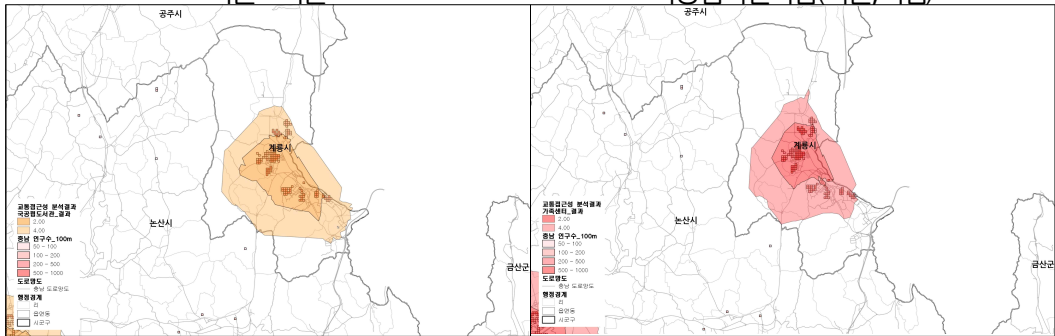 공주시
계룡시
논산시
금산군
교통접근성 분석결과
국공립도서관_결과
2.00
4.00
충남 인구수_100m
50 - 100
100 - 200
200 - 500
500 - 1000
도로망도
충남 도로망도
행정경계
리
읍면동
시군구
공주시
계룡시
논산시
금산군
교통접근성 분석결과
가족센터_결과
2.00
4.00
충남 인구수_100m
50 - 100
100 - 200
200 - 500
500 - 1000
도로망도
충남 도로망도
행정경계
리
읍면동
시군구